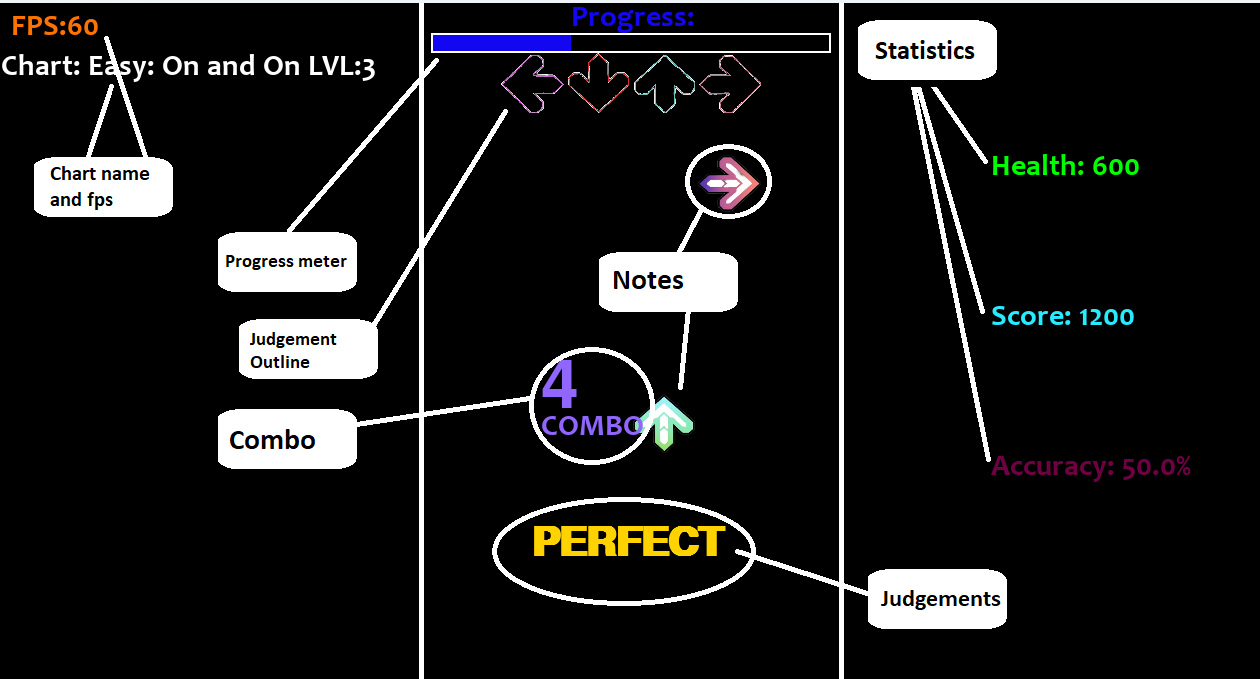 FPS:60
Chart: Easy: On and On LVL:3
Chart name
and fps
Progress:
Progress meter
Judgement
Outline
Combo
Notes
4
COMBO
PERFECT
Statistics
Health: 600
Score: 1200
Accuracy: 50.0%
Judgements